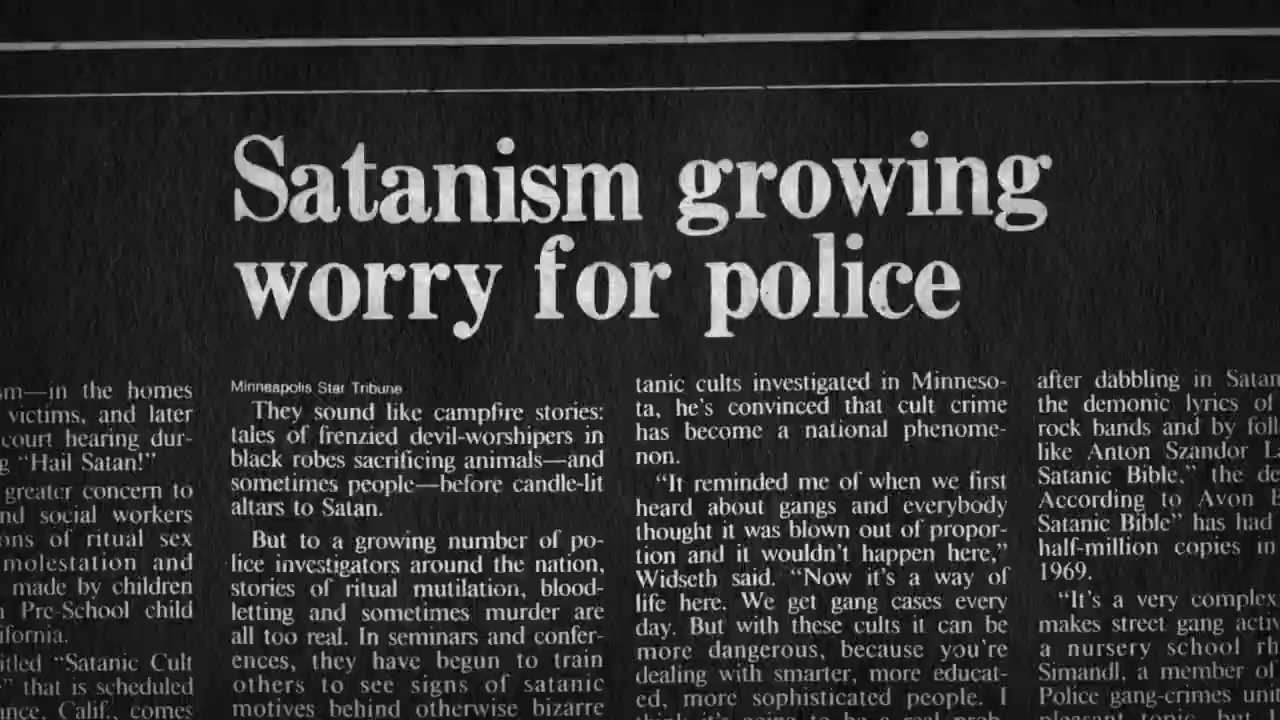 Satanism growing
worry for police
sm—in the homes
victims, and later
court hearing dur-
g “Hail Satan!”
greater concern to
nd social workers
ons of ritual sex
molestation and
made by children
Pre-School child
ifornia.
itled “Satanic Cult
” that is scheduled
ance, Calif., comes
Minneapolis Star Tribune
They sound like campfire stories:
tales of frenzied devil-worshipers in
black robes sacrificing animals—and
sometimes people—before candle-lit
altars to Satan.
But to a growing number of po-
lice investigators around the nation,
stories of ritual mutilation, blood-
letting and sometimes murder are
all too real. In seminars and confer-
ences, they have begun to train
others to see signs of satanic
motives behind otherwise bizarre
tanic cults investigated in Minneso-
ta, he’s convinced that cult crime
has become a national phenome-
non.
“It reminded me of when we first
heard about gangs and everybody
thought it was blown out of propor-
tion and it wouldn’t happen here,”
Widseth said. “Now it’s a way of
life here. We get gang cases every
day. But with these cults it can be
more dangerous, because you’re
dealing with smarter, more educat-
ed, more sophisticated people. I
after dabbling in Satan
the demonic lyrics of
rock bands and by foll
like Anton Szandor La
Satanic Bible,” the de
According to Avon B
Satanic Bible” has had
half-million copies in
1969.
“It’s a very complex
makes street gang activ
a nursery school rh
Simandl, a member of
Police gang-crimes unit